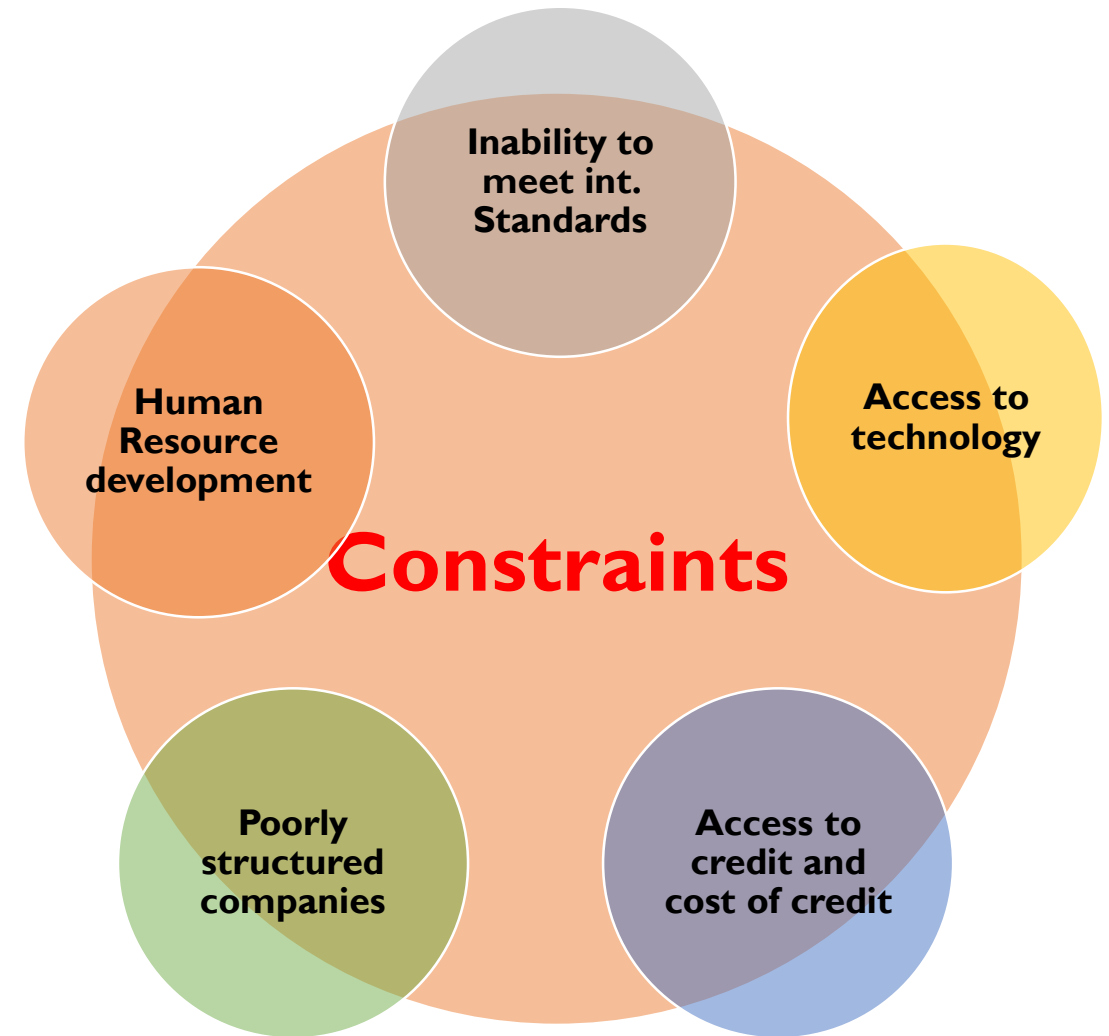 Inability to
meet int.
Standards
Access to
technology
Human
Resource
development
Constraints
Poorly
structured
companies
Access to
credit and
cost of credit